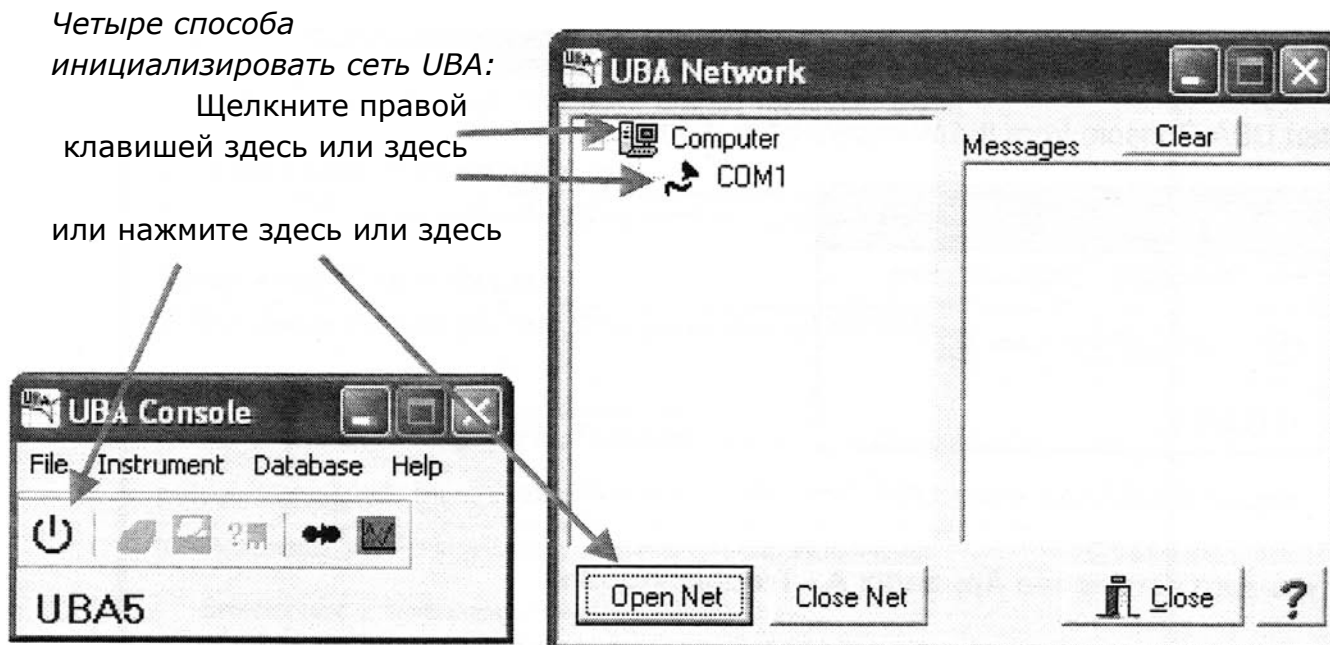 Четыре способа
инициализировать сеть UBA:
Щелкните правой
клавишей здесь или здесь
или нажмите здесь или здесь
UBA Network
Computer
COM1
Messages
Clear
Open Net
Close Net
Close
?
UBA Console
File Instrument Database Help
UBA5